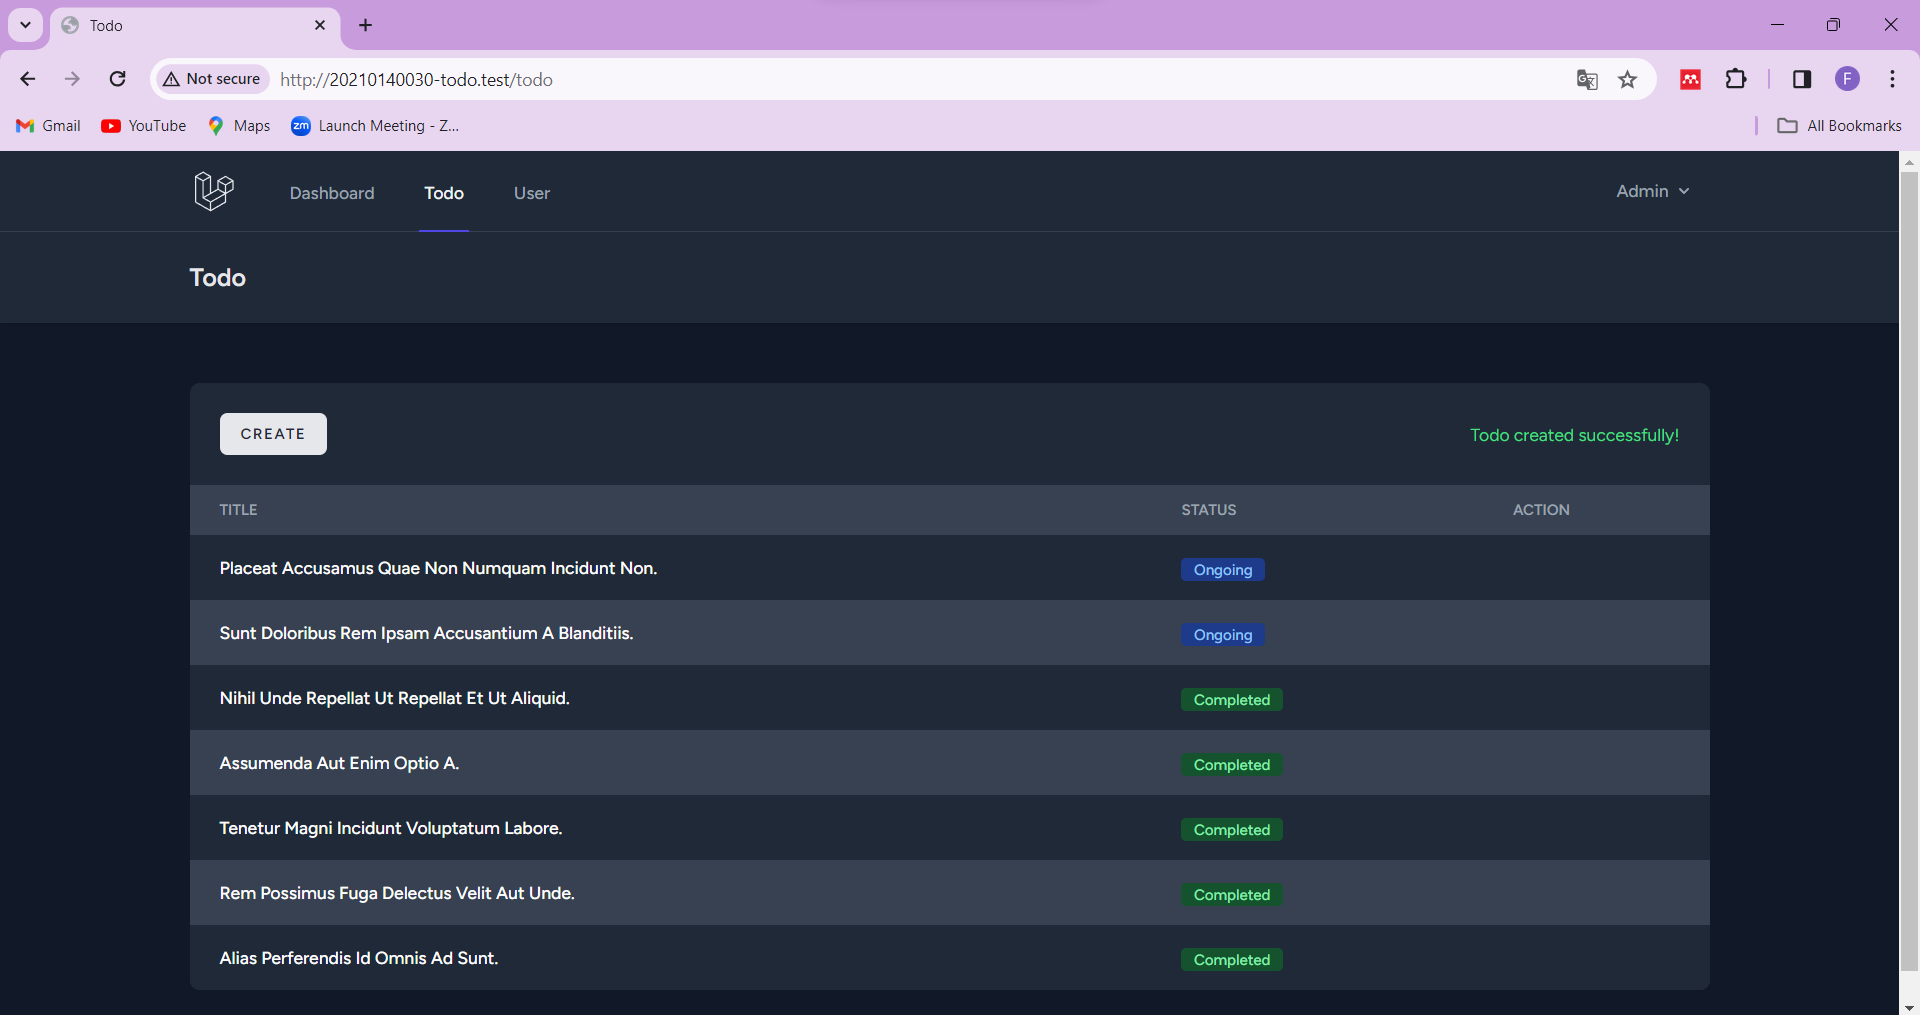 Todo
Not secure http://20210140030-todo.test/todo F
Gmail YouTube Maps zm Launch Meeting - Z... All Bookmarks
Dashboard Todo User Admin
Todo
CREATE Todo created successfully!
TITLE STATUS ACTION
Placeat Accusamus Quae Non Numquam Incidunt Non. Ongoing
Sunt Doloribus Rem Ipsam Accusantium A Blanditiis. Ongoing
Nihil Unde Repellat Ut Repellat Et Ut Aliquid. Completed
Assumenda Aut Enim Optio A. Completed
Tenetur Magni Incidunt Voluptatum Labore. Completed
Rem Possimus Fuga Delectus Velit Aut Unde. Completed
Alias Perferendis Id Omnis Ad Sunt. Completed